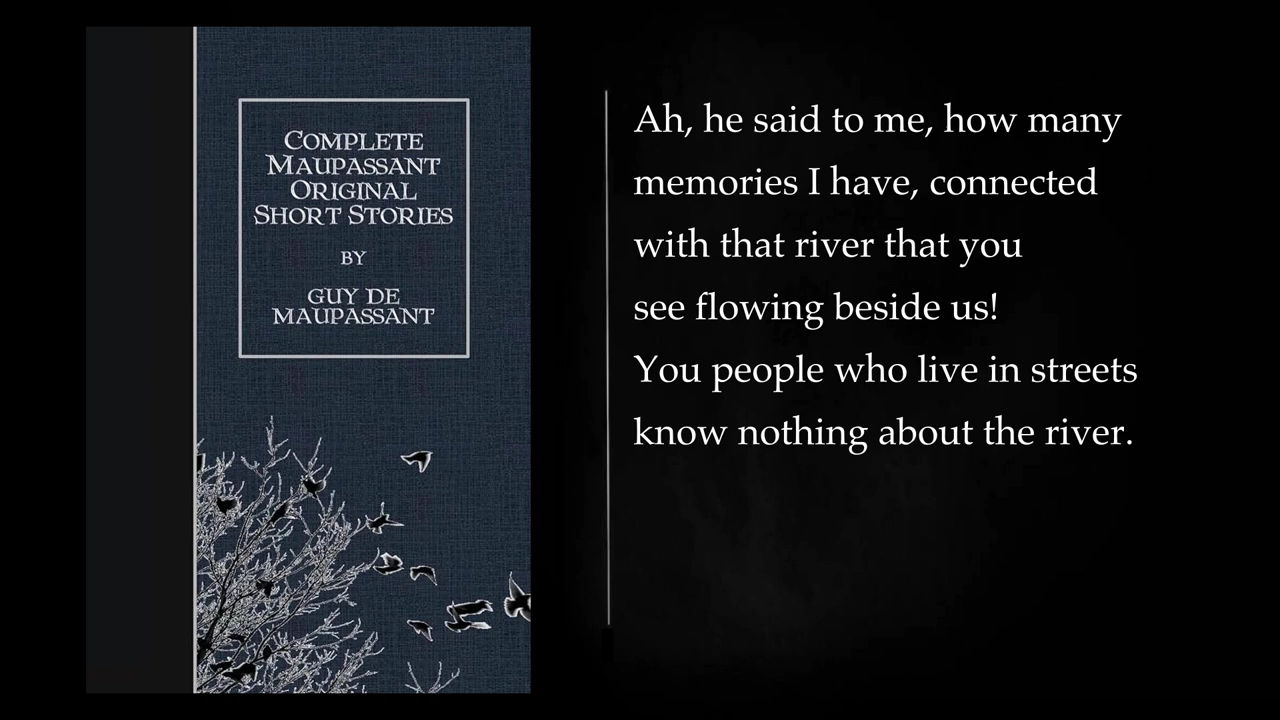 COMPLETE
MAUPASSANT
ORIGINAL
SHORT STORIES
BY
GUY DE
MAUPASSANT
Ah, he said to me, how many
memories I have, connected
with that river that you
see flowing beside us!
You people who live in streets
know nothing about the river.